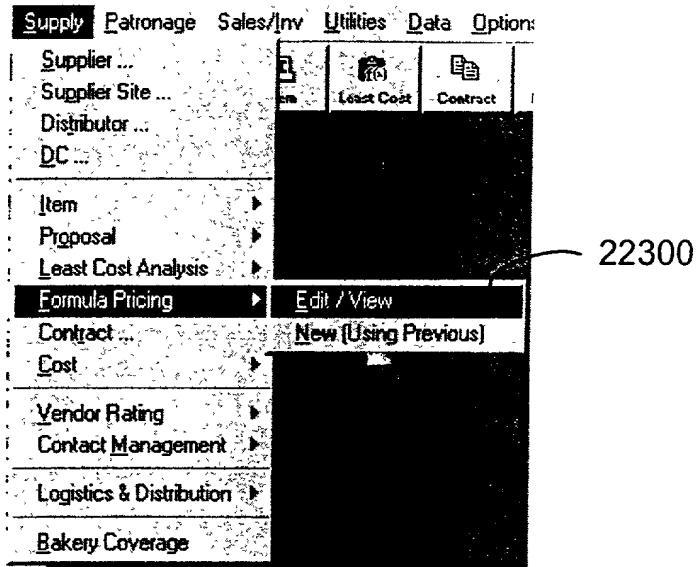 Supply Patronage Sales/Inv Utilities Data Options
Supplier ...
Supplier Site ...
Distributor ...
DC ...
Least Cost Contract
Item
Proposal
Least Cost Analysis
22300
Formula Pricing Edit / View
Contract ... New (Using Previous)
Cost
Vendor Rating
Contact Management
Logistics & Distribution
Bakery Coverage